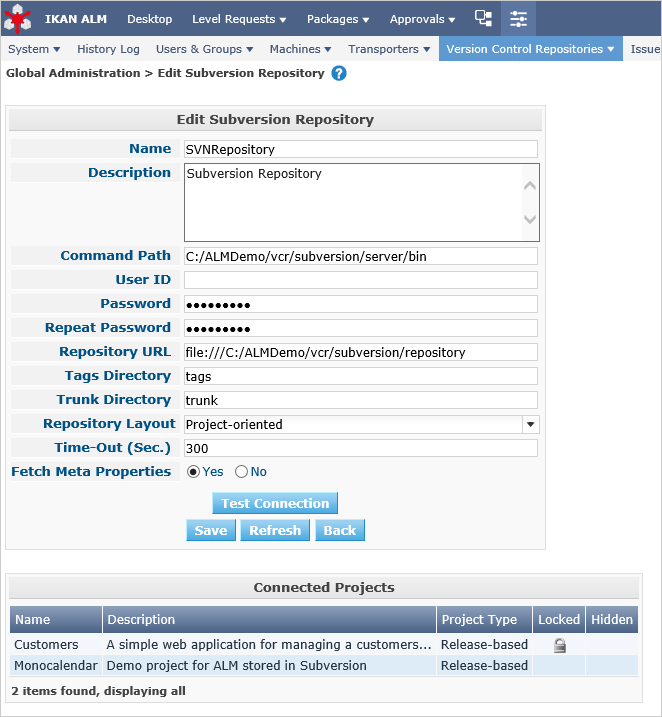 IKAN ALM Desktop Level Requests Packages Approvals
System History Log Users & Groups Machines Transporters Version Control Repositories Issue
Global Administration > Edit Subversion Repository ?
Edit Subversion Repository
Name SVNRepository
Description Subversion Repository
Command Path C:/ALMDemo/vcr/subversion/server/bin
User ID
Password •••••••••
Repeat Password •••••••••
Repository URL file:///C:/ALMDemo/vcr/subversion/repository
Tags Directory tags
Trunk Directory trunk
Repository Layout Project-oriented
Time-Out (Sec.) 300
Fetch Meta Properties Yes No
Test Connection
Save Refresh Back
Connected Projects
Name Description Project Type Locked Hidden
Customers A simple web application for managing a customers... Release-based
Monocalendar Demo project for ALM stored in Subversion Release-based
2 items found, displaying all